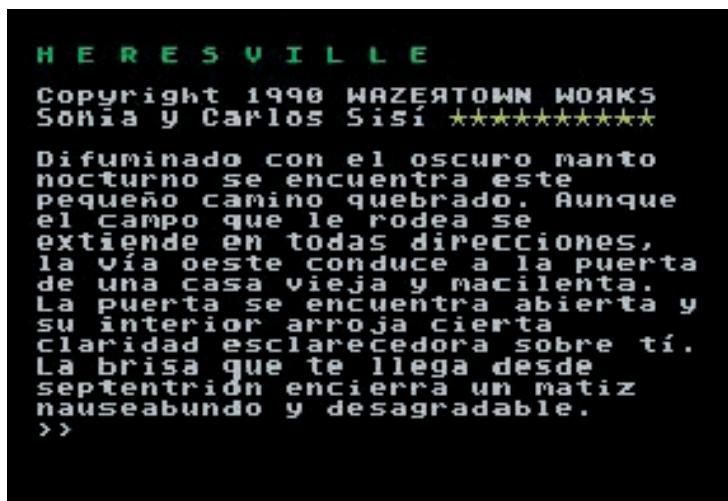 H E R E S V I L L E
Copyright 1990 WAZEЯTOWN WOЯKS
Sonia y Carlos Sisí ★★★★★★★★★★
Difuminado con el oscuro manto
nocturno se encuentra este
pequeño camino quebrado. Aunque
el campo que le rodea se
extiende en todas direcciones,
la vía oeste conduce a la puerta
de una casa vieja y macilenta.
La puerta se encuentra abierta y
su interior arroja cierta
claridad esclarecedora sobre tí.
La brisa que te llega desde
septentrión encierra un matiz
nauseabundo y desagradable.
>>